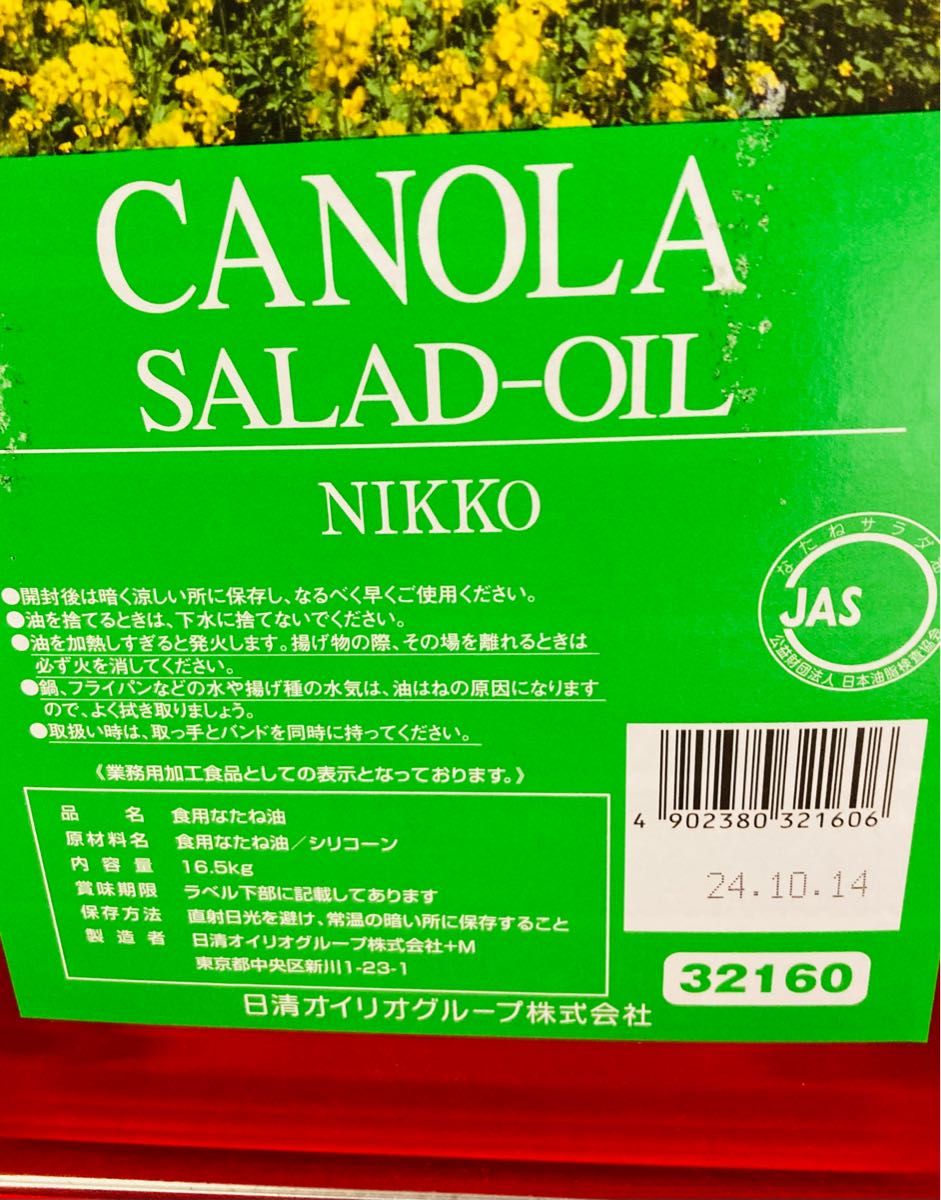 CANOLA
SALAD-OIL
NIKKO
なたねサラダ油
JAS
公益財団法人 日本油脂検査協会
●開封後は暗く涼しい所に保存し、なるべく早くご使用ください。
●油を捨てるときは、下水に捨てないでください。
●油を加熱しすぎると発火します。揚げ物の際、その場を離れるときは
必ず火を消してください。
●鍋、フライパンなどの水や揚げ種の水気は、油はねの原因になります
ので、よく拭き取りましょう。
●取扱い時は、取っ手とバンドを同時に持ってください。
《業務用加工食品としての表示となっております。》
品 名 食用なたね油
原材料名 食用なたね油/シリコーン
内 容 量 16.5kg
賞味期限 ラベル下部に記載してあります
保存方法 直射日光を避け、常温の暗い所に保存すること
製 造 者 日清オイリオグループ株式会社+M
東京都中央区新川1-23-1
4 902380 321606
24.10.14
32160
日清オイリオグループ株式会社